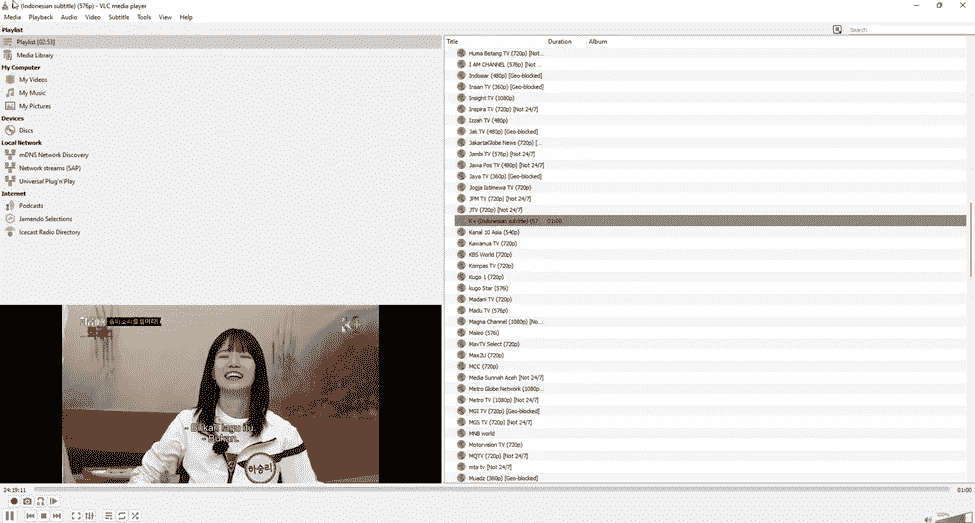 (Indonesian subtitle) (576p) - VLC media player
Media Playback Audio Video Subtitle Tools View Help
Playlist
Playlist [02:53]
Media Library
My Computer
My Videos
My Music
My Pictures
Devices
Discs
Local Network
mDNS Network Discovery
Network streams (SAP)
Universal Plug'n'Play
Internet
Podcasts
Jamendo Selections
Icecast Radio Directory
Search
Title Duration Album
Huma Betang TV (720p) [Not...
I AM CHANNEL (576p) [Not ...
Indosiar (480p) [Geo-blocked]
Insan TV (360p) [Geo-blocked]
Insight TV (1080p)
Inspira TV (720p) [Not 24/7]
Izzah TV (480p)
Jak TV (480p) [Geo-blocked]
JakartaGlobe News (720p) [...
Jambi TV (576p) [Not 24/7]
Jawa Pos TV (480p) [Not 24/7]
Jaya TV (360p) [Geo-blocked]
Jogja Istimewa TV (720p)
JPM TV (720p) [Not 24/7]
JTV (720p) [Not 24/7]
K+ (Indonesian subtitle) (57... 01:00
Kanal 10 Asia (540p)
Kawanua TV (720p)
KBS World (720p)
Kompas TV (720p)
Kugo 1 (720p)
kugo Star (576i)
Madani TV (720p)
Madu TV (576p)
Magna Channel (1080p) [No...
Maleo (576i)
MavTV Select (720p)
Max2U (720p)
MCC (720p)
Media Sunnah Aceh [Not 24/7]
Metro Globe Network (1080p...
Metro TV (1080p) [Not 24/7]
MGI TV (720p) [Geo-blocked]
MGS TV (720p) [Not 24/7]
MNB world
Motorvision TV (720p)
MQTV (720p) [Not 24/7]
mta tv [Not 24/7]
Muadz (360p) [Geo-blocked]
K+
- Bukan lagu itu.
- Bukan.
하승리
24:19:11
01:00
100%